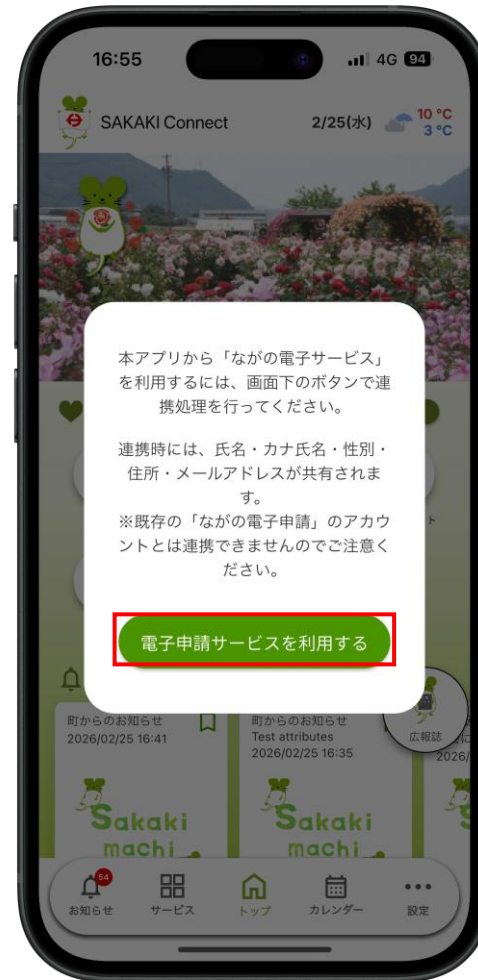 16:55
4G 94
SAKAKI Connect
2/25(水)
10 °C
3 °C
本アプリから「ながの電子サービス」
を利用するには、画面下のボタンで連
携処理を行ってください。
連携時には、氏名・カナ氏名・性別・
住所・メールアドレスが共有されま
す。
※既存の「ながの電子申請」のアカウ
ントとは連携できませんのでご注意く
ださい。
電子申請サービスを利用する
町からのお知らせ
2026/02/25 16:41
町からのお知らせ
Test attributes
2026/02/25 16:35
広報誌
2026/
Sakaki
machi
Sakaki
machi
54
お知らせ
サービス
トップ
カレンダー
設定